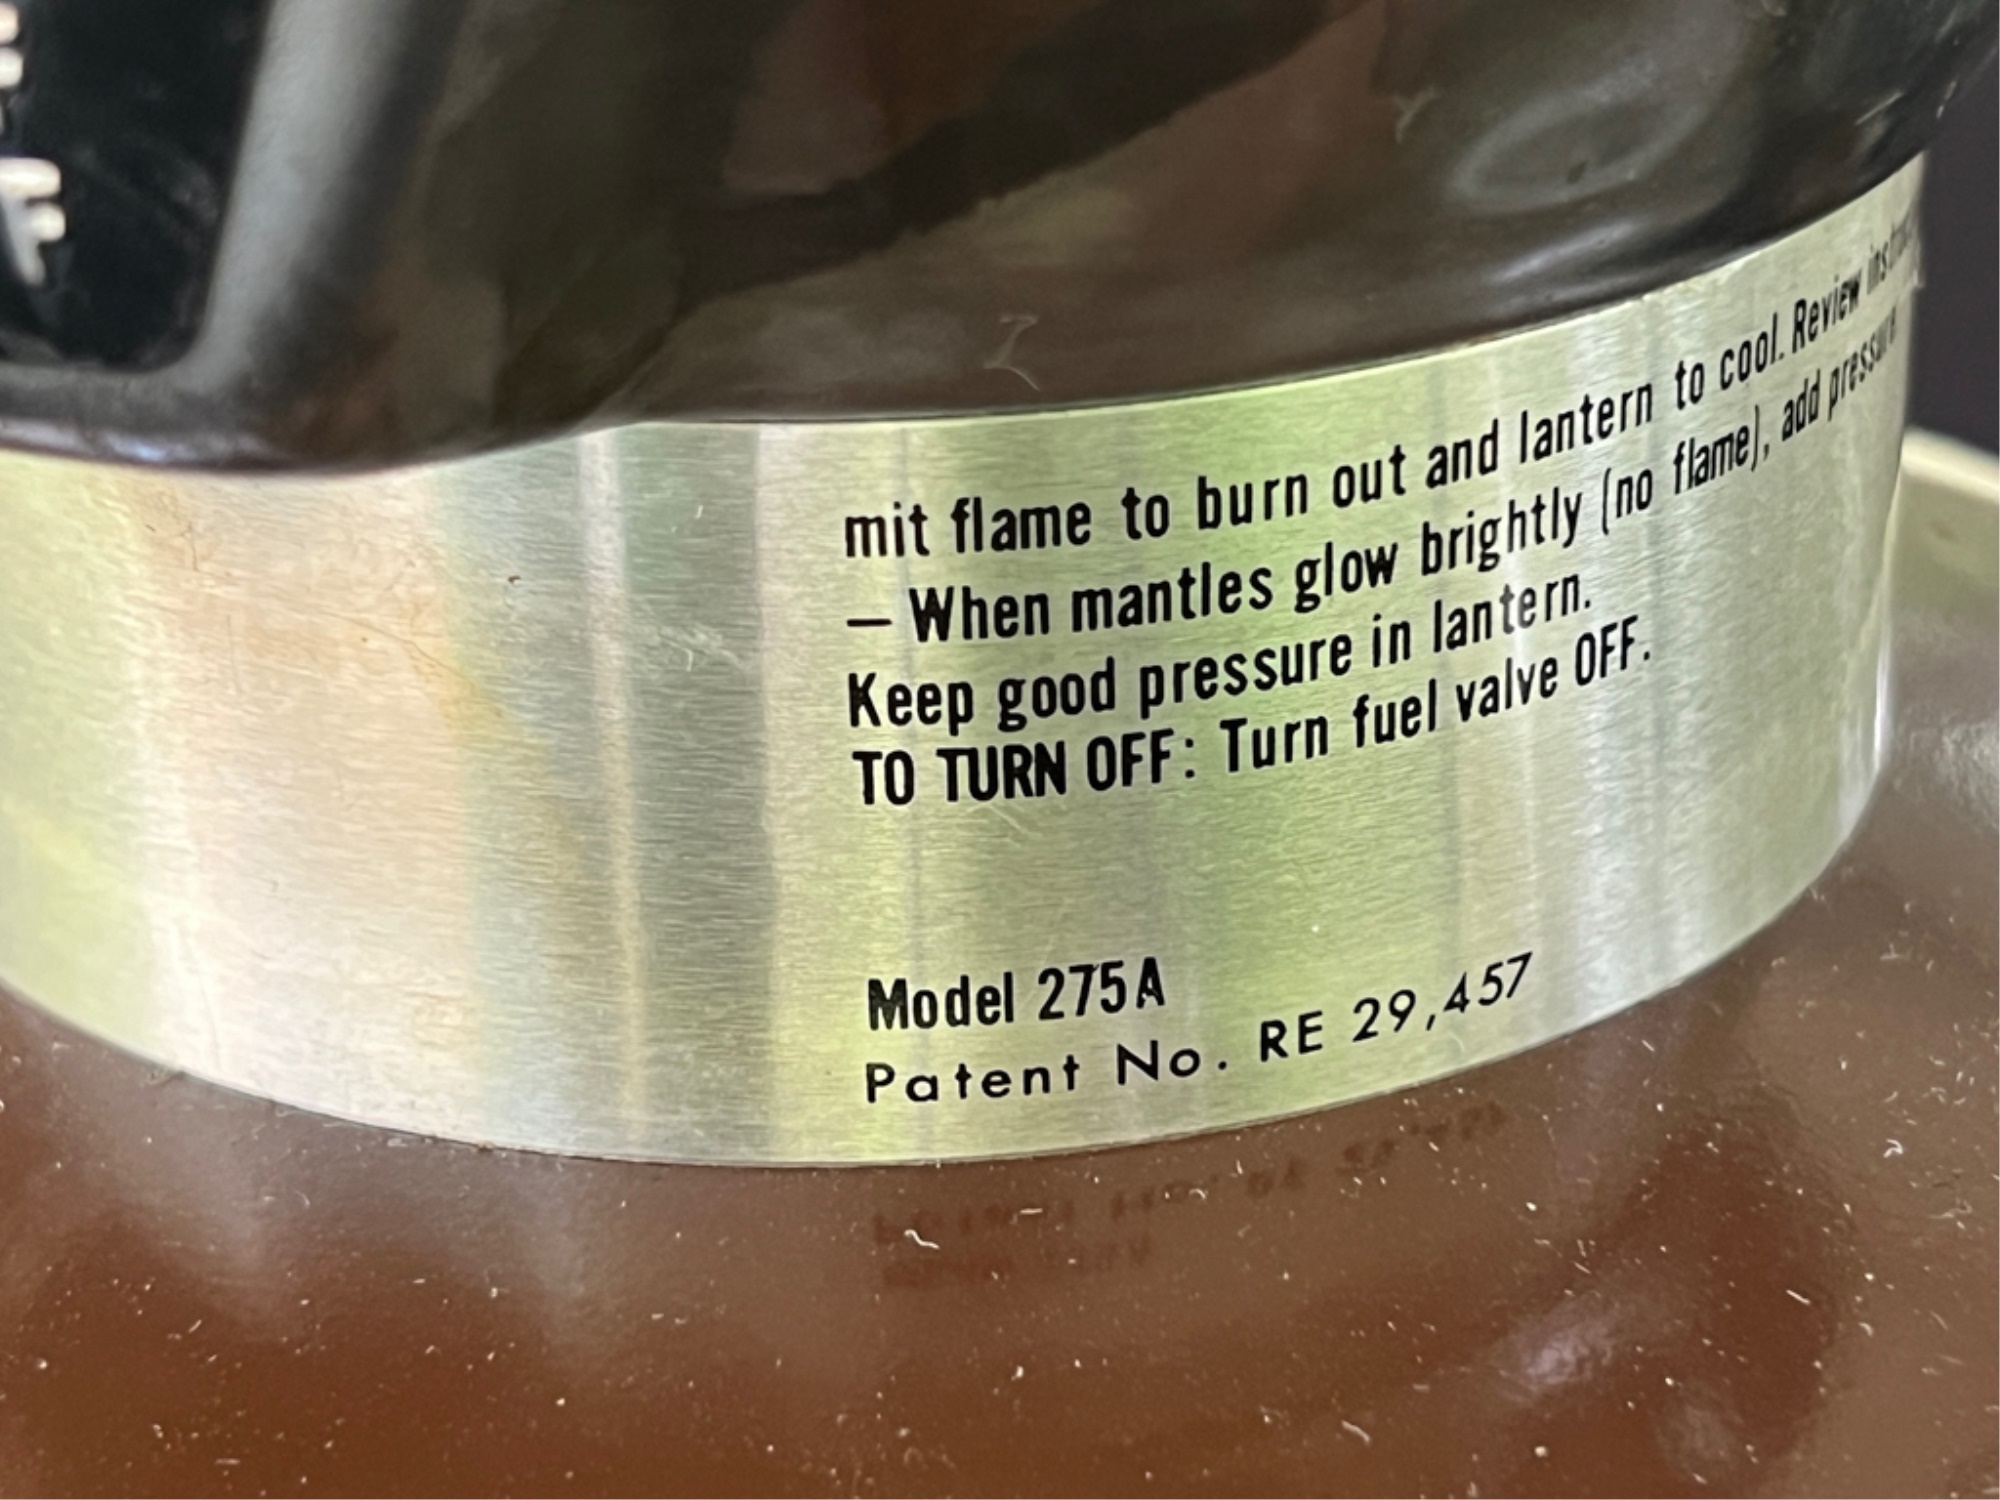 mit flame to burn out and lantern to cool. Review
— When mantles glow brightly (no flame), add pressure
Keep good pressure in lantern.
TO TURN OFF: Turn fuel valve OFF.
Model 275A
Patent No. RE 29,457